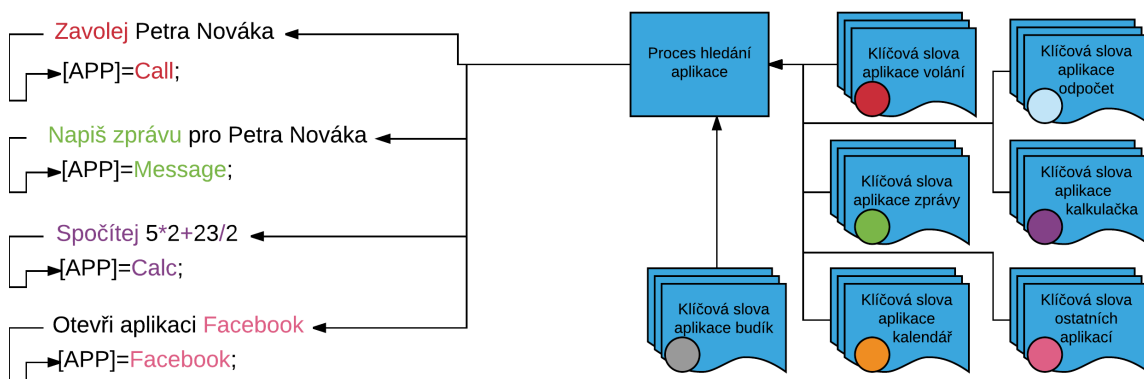 Zavolej Petra Nováka
[APP]=Call;
Napiš zprávu pro Petra Nováka
[APP]=Message;
Spočítej 5*2+23/2
[APP]=Calc;
Otevři aplikaci Facebook
[APP]=Facebook;
Proces hledání
aplikace
Klíčová slova
aplikace volání
Klíčová slova
aplikace
odpočet
Klíčová slova
aplikace zprávy
Klíčová slova
aplikace
kalkulačka
Klíčová slova
aplikace budík
Klíčová slova
aplikace
kalendář
Klíčová slova
ostatních
aplikací